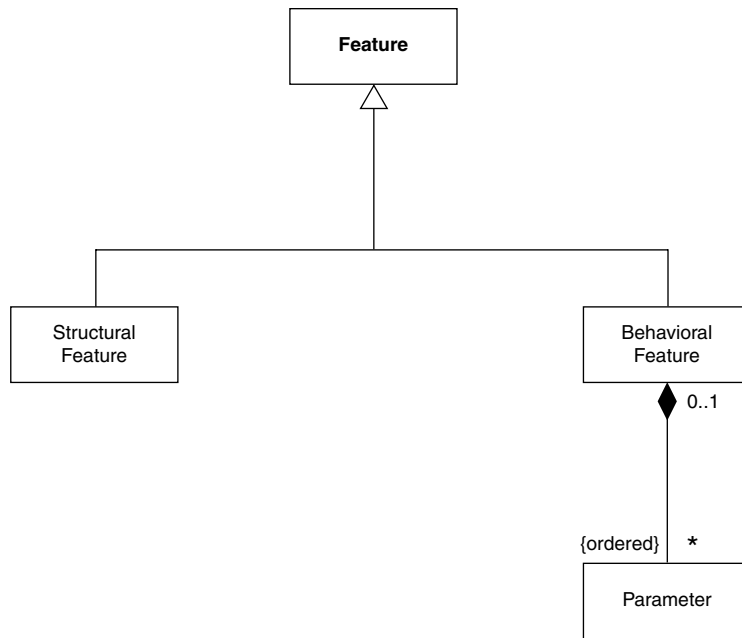 Feature
Structural
Feature
Behavioral
Feature
0..1
{ordered} *
Parameter